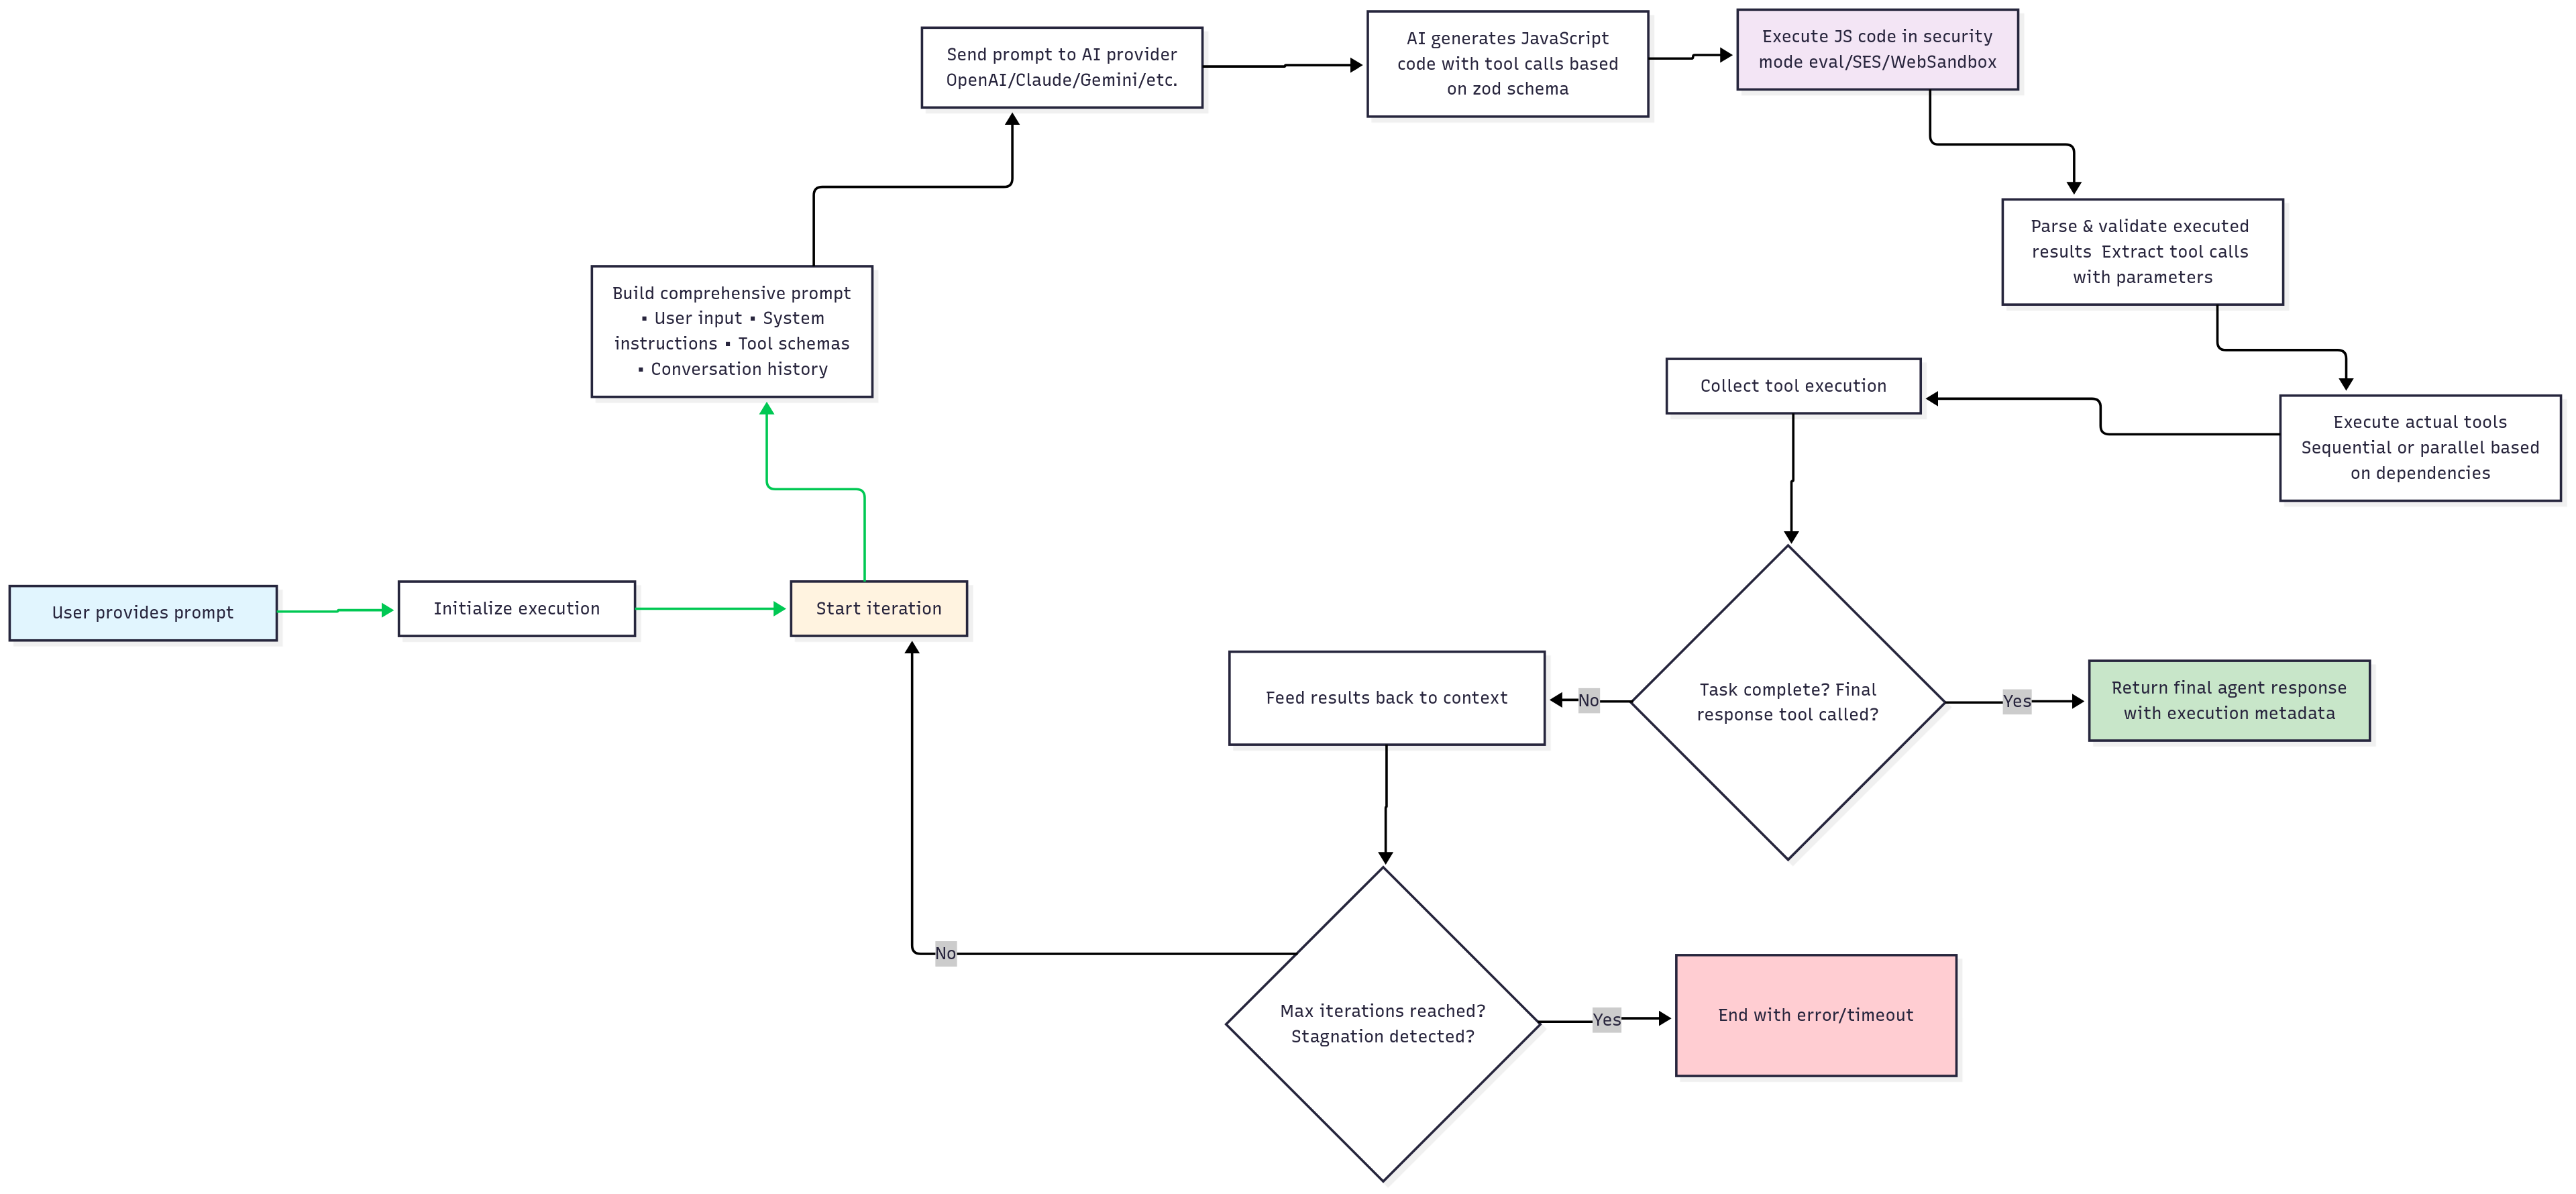 User provides prompt
Initialize execution
Start iteration
Build comprehensive prompt
▪ User input ▪ System
instructions ▪ Tool schemas
▪ Conversation history
Send prompt to AI provider
OpenAI/Claude/Gemini/etc.
AI generates JavaScript
code with tool calls based
on zod schema
Execute JS code in security
mode eval/SES/WebSandbox
Parse & validate executed
results  Extract tool calls
with parameters
Execute actual tools
Sequential or parallel based
on dependencies
Collect tool execution
Task complete? Final
response tool called?
Yes
Return final agent response
with execution metadata
No
Feed results back to context
Max iterations reached?
Stagnation detected?
Yes
End with error/timeout
No